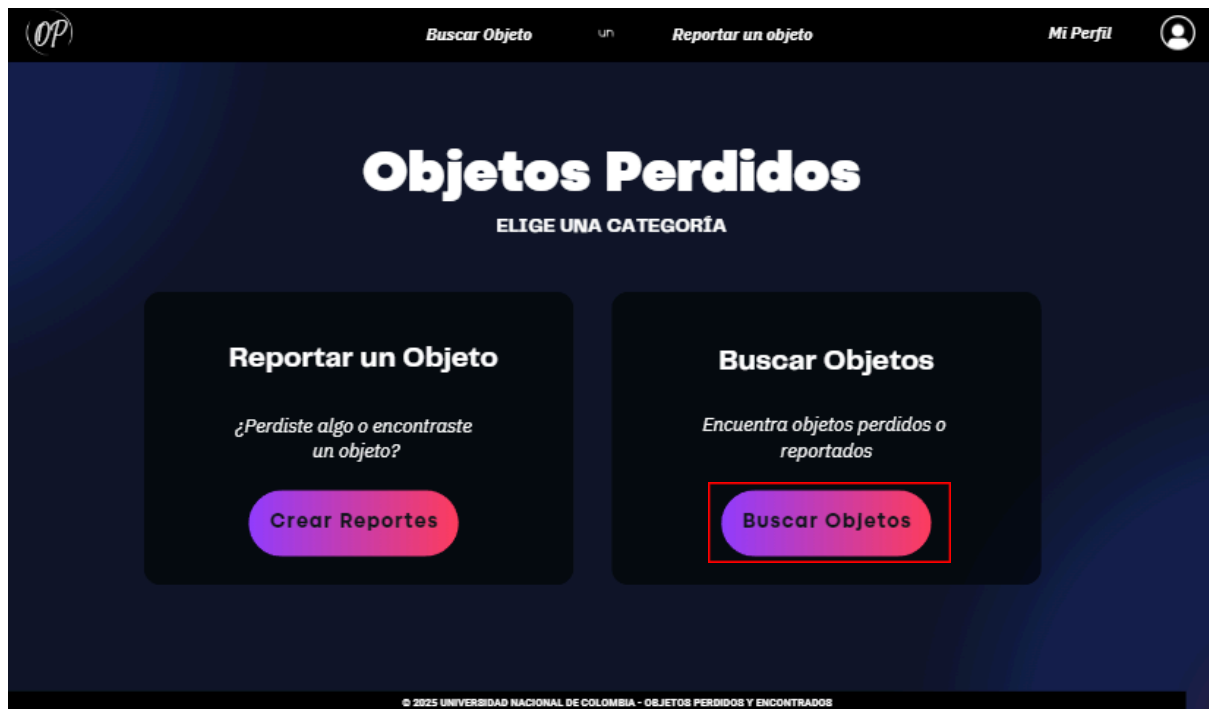 OP
Buscar Objeto un Reportar un objeto Mi Perfil
Objetos Perdidos
ELIGE UNA CATEGORÍA
Reportar un Objeto
¿Perdiste algo o encontraste
un objeto?
Crear Reportes
Buscar Objetos
Encuentra objetos perdidos o
reportados
Buscar Objetos
© 2025 UNIVERSIDAD NACIONAL DE COLOMBIA - OBJETOS PERDIDOS Y ENCONTRADOS